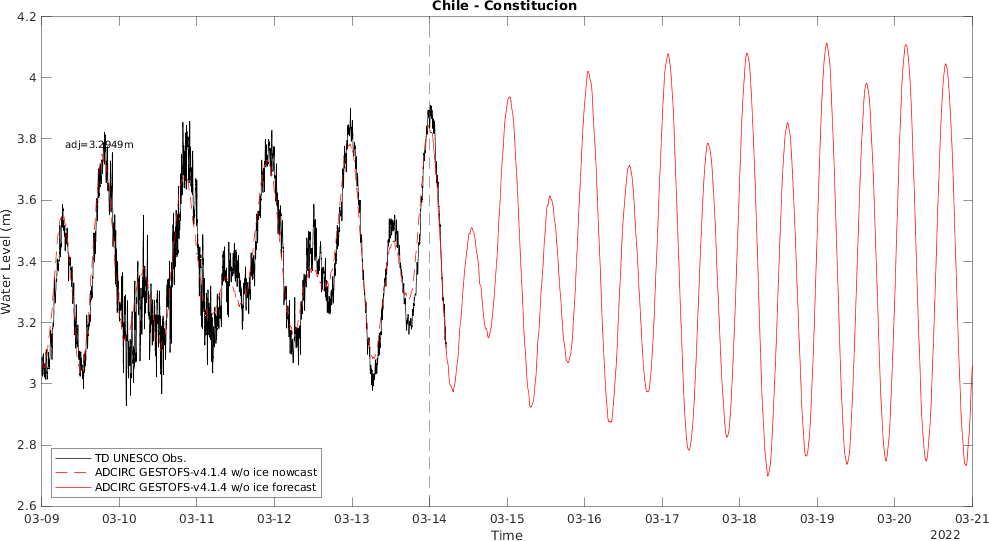 Chile - Constitucion
4.2
4
3.8
3.6
3.4
3.2
3
2.8
2.6
Water Level (m)
adj=3.2949m
TD UNESCO Obs.
ADCIRC GESTOFS-v4.1.4 w/o ice nowcast
ADCIRC GESTOFS-v4.1.4 w/o ice forecast
03-09 03-10 03-11 03-12 03-13 03-14 03-15 03-16 03-17 03-18 03-19 03-20 03-21
Time
2022